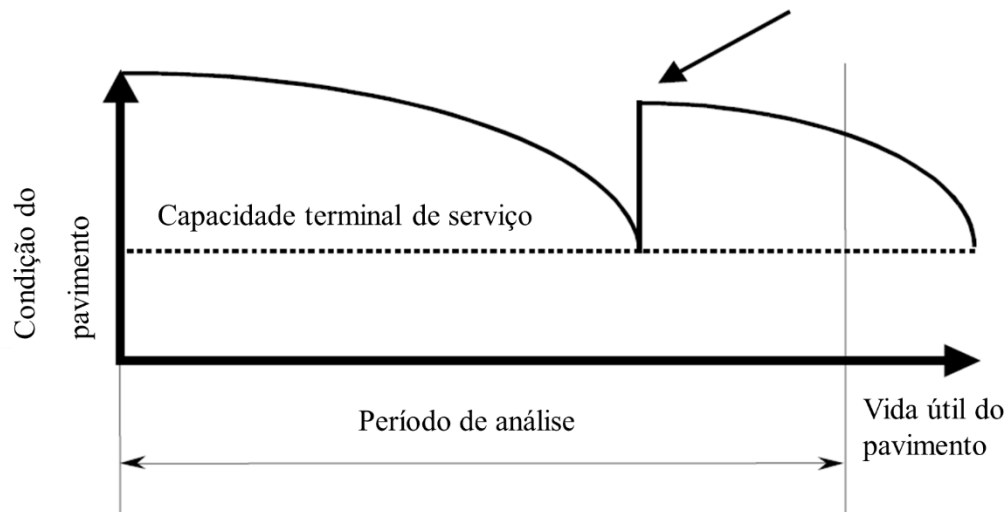 Condição do
pavimento
Capacidade terminal de serviço
Período de análise
Vida útil do
pavimento